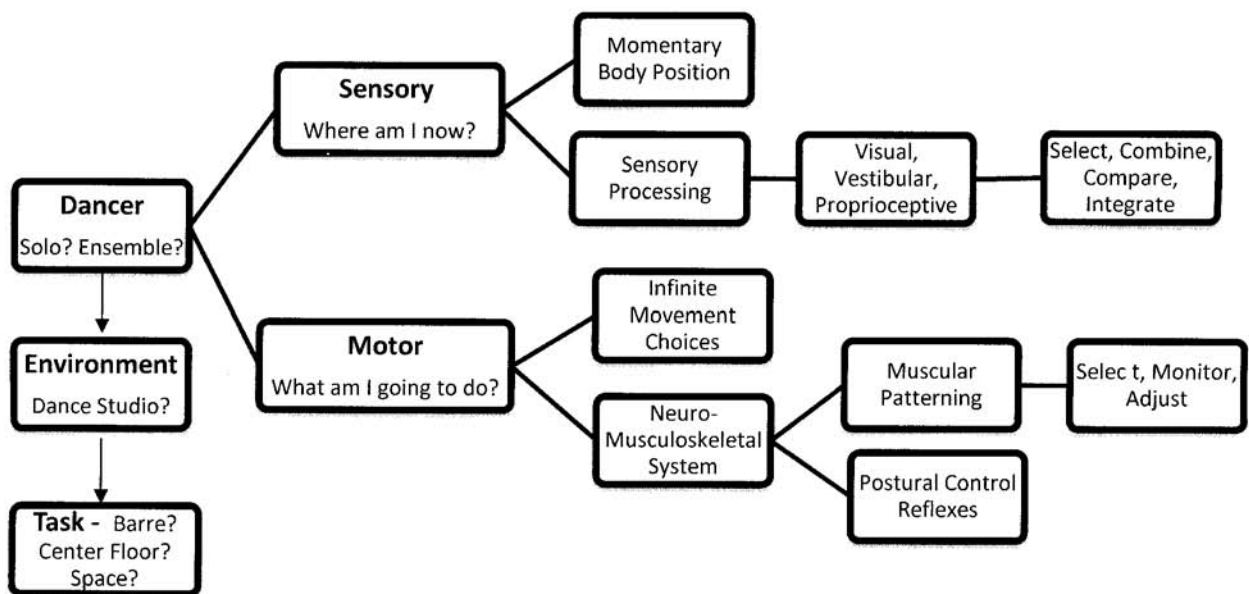 Momentary
Body Position
Sensory
Where am I now?
Sensory
Processing
Visual,
Vestibular,
Proprioceptive
Select, Combine,
Compare,
Integrate
Dancer
Solo? Ensemble?
Infinite
Movement
Choices
Motor
What am I going to do?
Environment
Dance Studio?
Muscular
Patterning
Selec t, Monitor,
Adjust
Neuro-
Musculoskeletal
System
Postural Control
Reflexes
Task - Barre?
Center Floor?
Space?